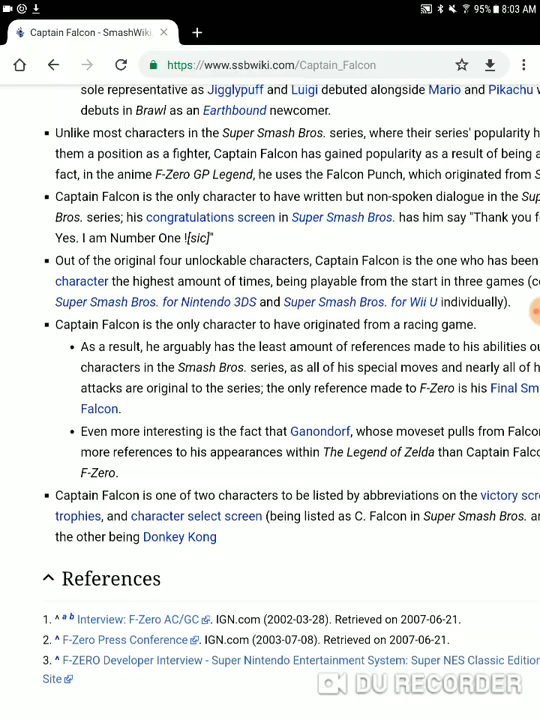 95% 8:03 AM
Captain Falcon - SmashWiki
https://www.ssbwiki.com/Captain_Falcon
sole representative as Jigglypuff and Luigi debuted alongside Mario and Pikachu
debuts in Brawl as an Earthbound newcomer.
Unlike most characters in the Super Smash Bros. series, where their series' popularity h
them a position as a fighter, Captain Falcon has gained popularity as a result of being a
fact, in the anime F-Zero GP Legend, he uses the Falcon Punch, which originated from S
Captain Falcon is the only character to have written but non-spoken dialogue in the Sup
Bros. series; his congratulations screen in Super Smash Bros. has him say "Thank you f
Yes. I am Number One ![sic]"
Out of the original four unlockable characters, Captain Falcon is the one who has been
character the highest amount of times, being playable from the start in three games (c
Super Smash Bros. for Nintendo 3DS and Super Smash Bros. for Wii U individually).
Captain Falcon is the only character to have originated from a racing game.
As a result, he arguably has the least amount of references made to his abilities ou
characters in the Smash Bros. series, as all of his special moves and nearly all of h
attacks are original to the series; the only reference made to F-Zero is his Final Sm
Falcon.
Even more interesting is the fact that Ganondorf, whose moveset pulls from Falco
more references to his appearances within The Legend of Zelda than Captain Falc
F-Zero.
Captain Falcon is one of two characters to be listed by abbreviations on the victory scre
trophies, and character select screen (being listed as C. Falcon in Super Smash Bros. a
the other being Donkey Kong
References
1. ^ a b Interview: F-Zero AC/GC. IGN.com (2002-03-28). Retrieved on 2007-06-21.
2. ^ F-Zero Press Conference. IGN.com (2003-07-08). Retrieved on 2007-06-21.
3. ^ F-ZERO Developer Interview - Super Nintendo Entertainment System: Super NES Classic Edition
Site
DU RECORDER